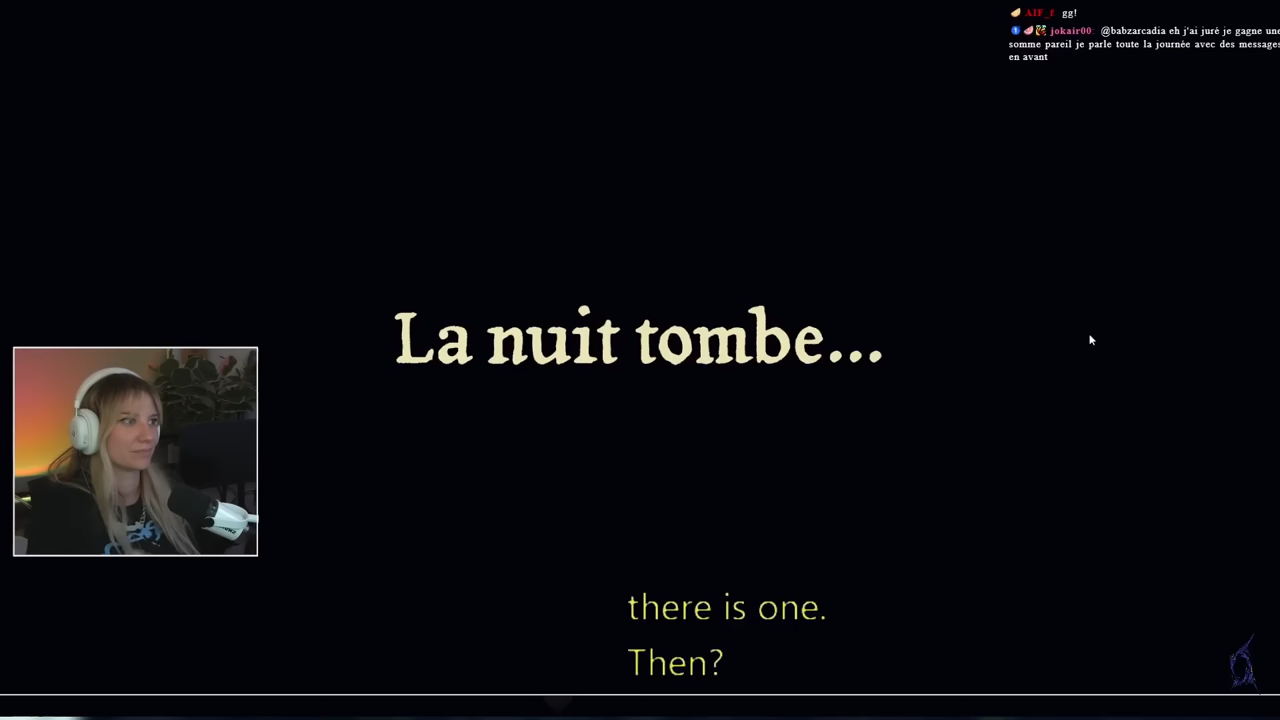 AIF_f gg!
jokair00: @babzarcadia eh j'ai juré je gagne une
somme pareil je parle toute la journée avec des messages
en avant
La nuit tombe...
there is one.
Then?